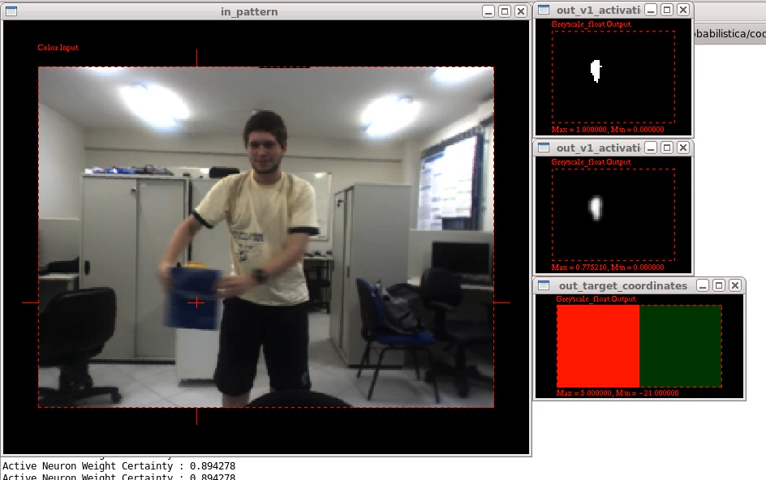 in_pattern
Color Input
out_v1_activati
Greyscale_float Output
Max = 1.000000, Min = 0.000000
babilistica/coc
out_v1_activati
Greyscale_float Output
Max = 0.775210, Min = 0.000000
out_target_coordinates
Greyscale_float Output
Max = 5.000000, Min = -21.000000
Active Neuron Weight Certainty : 0.894278
Active Neuron Weight Certainty : 0.894278